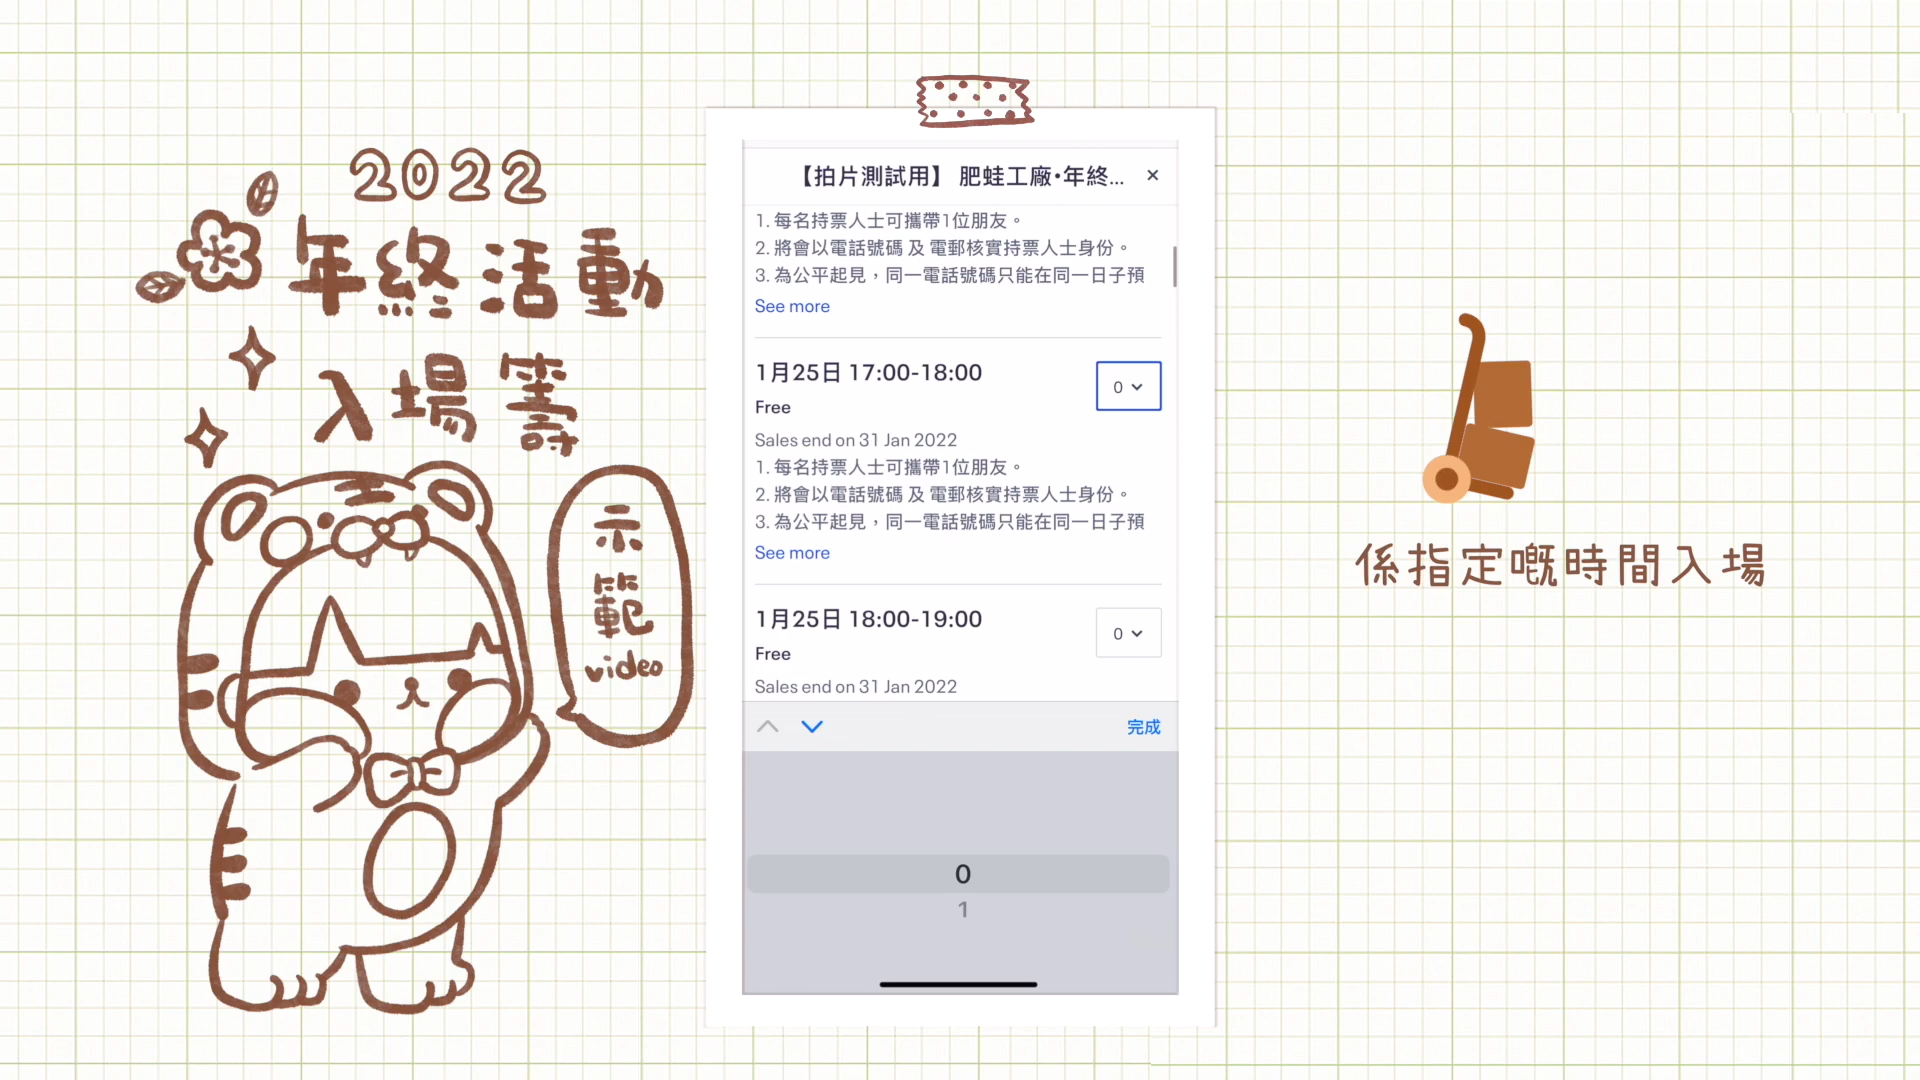 2022
年終活動
入場籌
示
範
video
【拍片測試用】 肥蛙工廠•年終...
1. 每名持票人士可攜帶1位朋友。
2. 將會以電話號碼 及 電郵核實持票人士身份。
3. 為公平起見，同一電話號碼只能在同一日子預
See more
1月25日 17:00-18:00
0
Free
Sales end on 31 Jan 2022
1. 每名持票人士可攜帶1位朋友。
2. 將會以電話號碼 及 電郵核實持票人士身份。
3. 為公平起見，同一電話號碼只能在同一日子預
See more
1月25日 18:00-19:00
0
Free
Sales end on 31 Jan 2022
完成
0
1
係指定嘅時間入場